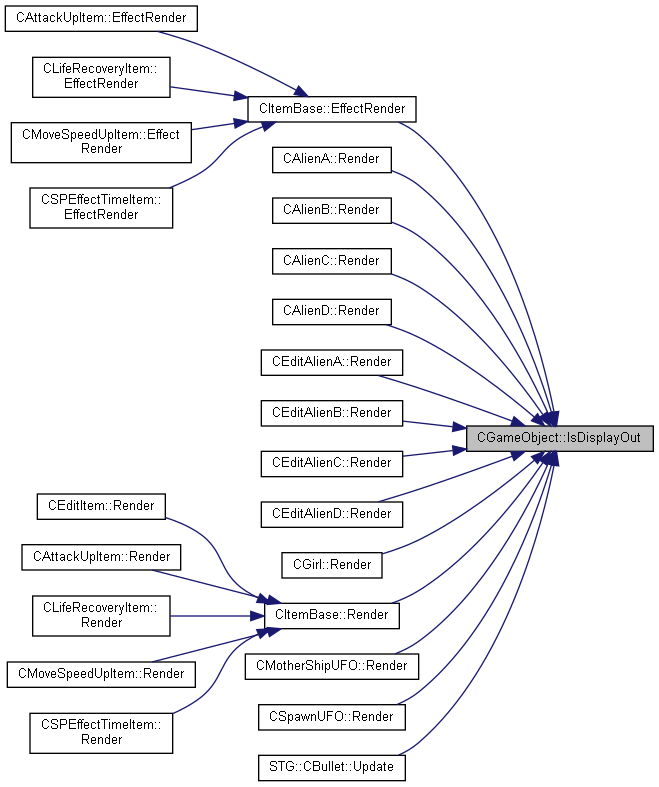 CAttackUpItem::EffectRender
CLifeRecoveryItem::
EffectRender
CItemBase::EffectRender
CMoveSpeedUpItem::Effect
Render
CSPEffectTimeItem::
EffectRender
CAlienA::Render
CAlienB::Render
CAlienC::Render
CAlienD::Render
CEditAlienA::Render
CEditAlienB::Render
CGameObject::IsDisplayOut
CEditAlienC::Render
CEditAlienD::Render
CEditItem::Render
CAttackUpItem::Render
CGirl::Render
CLifeRecoveryItem::
Render
CItemBase::Render
CMoveSpeedUpItem::Render
CMotherShipUFO::Render
CSPEffectTimeItem::
Render
CSpawnUFO::Render
STG::CBullet::Update